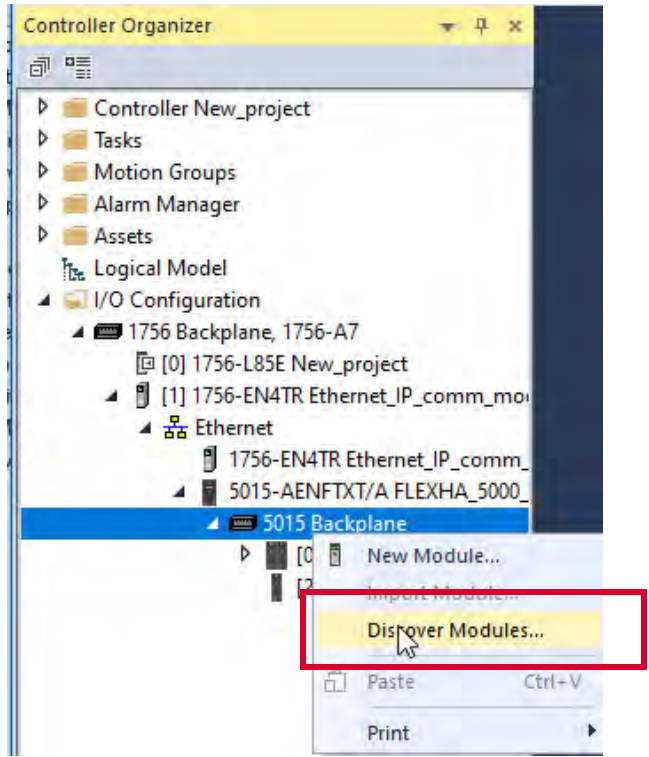 Controller Organizer
Controller New_project
Tasks
Motion Groups
Alarm Manager
Assets
Logical Model
I/O Configuration
1756 Backplane, 1756-A7
[0] 1756-L85E New_project
[1] 1756-EN4TR Ethernet_IP_comm_mo
Ethernet
1756-EN4TR Ethernet_IP_comm_
5015-AENFTXT/A FLEXHA_5000_
5015 Backplane
[0
New Module...
[2
Import Module...
Discover Modules...
Paste Ctrl+V
Print